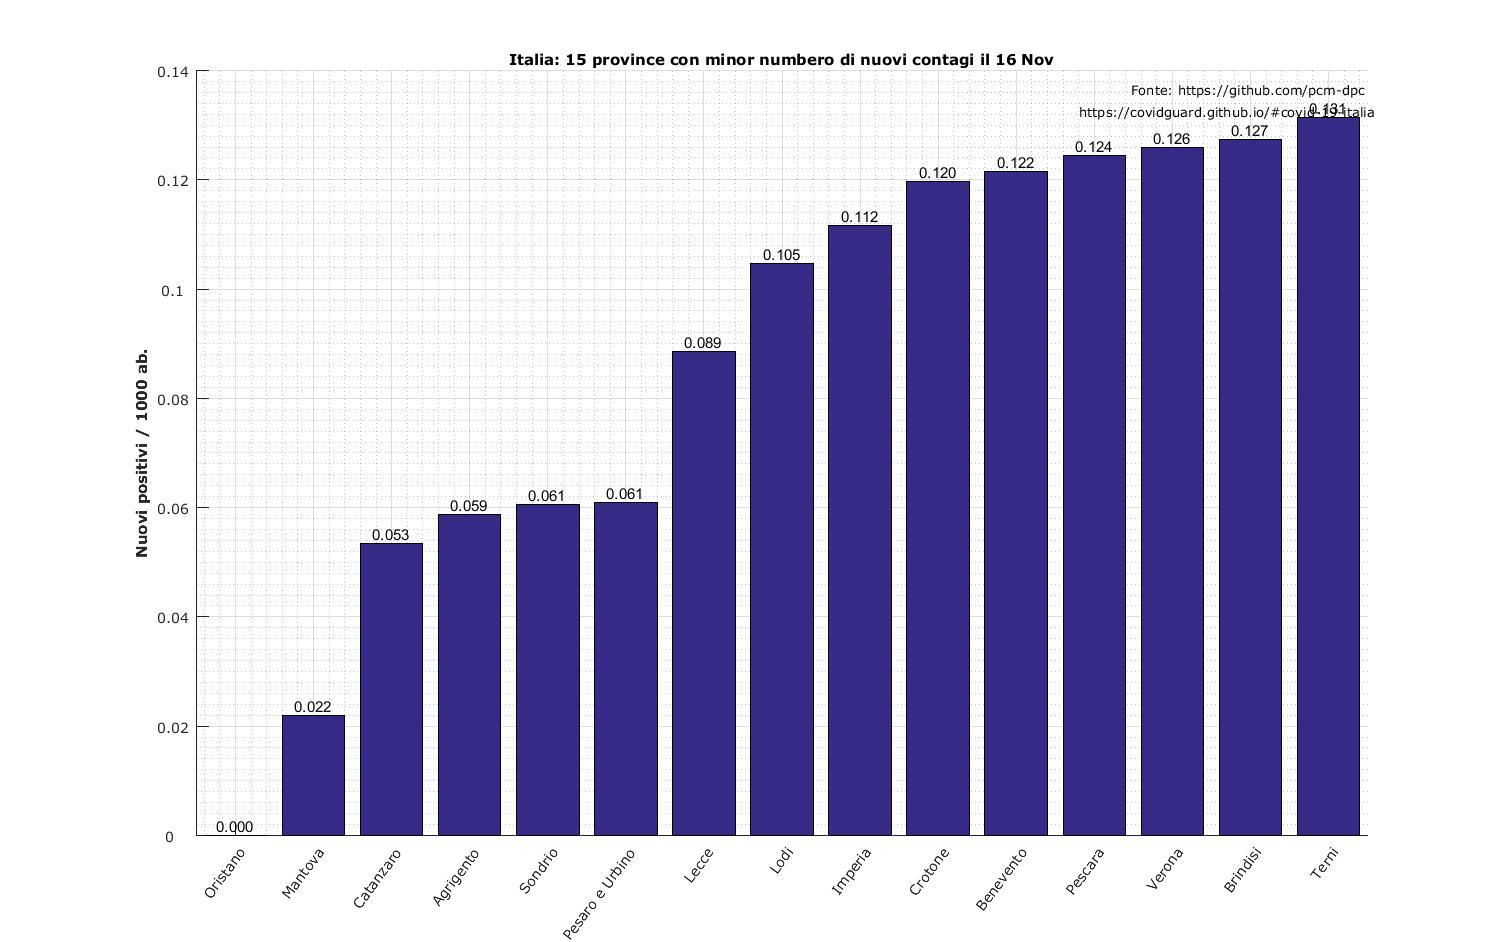 Italia: 15 province con minor numbero di nuovi contagi il 16 Nov
Fonte: https://github.com/pcm-dpc
https://covidguard.github.io/#covid-19-italia
Nuovi positivi / 1000 ab.
0.14
0.12
0.1
0.08
0.06
0.04
0.02
0
0.000
0.022
0.053
0.059
0.061
0.061
0.089
0.105
0.112
0.120
0.122
0.124
0.126
0.127
0.131
Oristano
Mantova
Catanzaro
Agrigento
Sondrio
Pesaro e Urbino
Lecce
Lodi
Imperia
Crotone
Benevento
Pescara
Verona
Brindisi
Terni